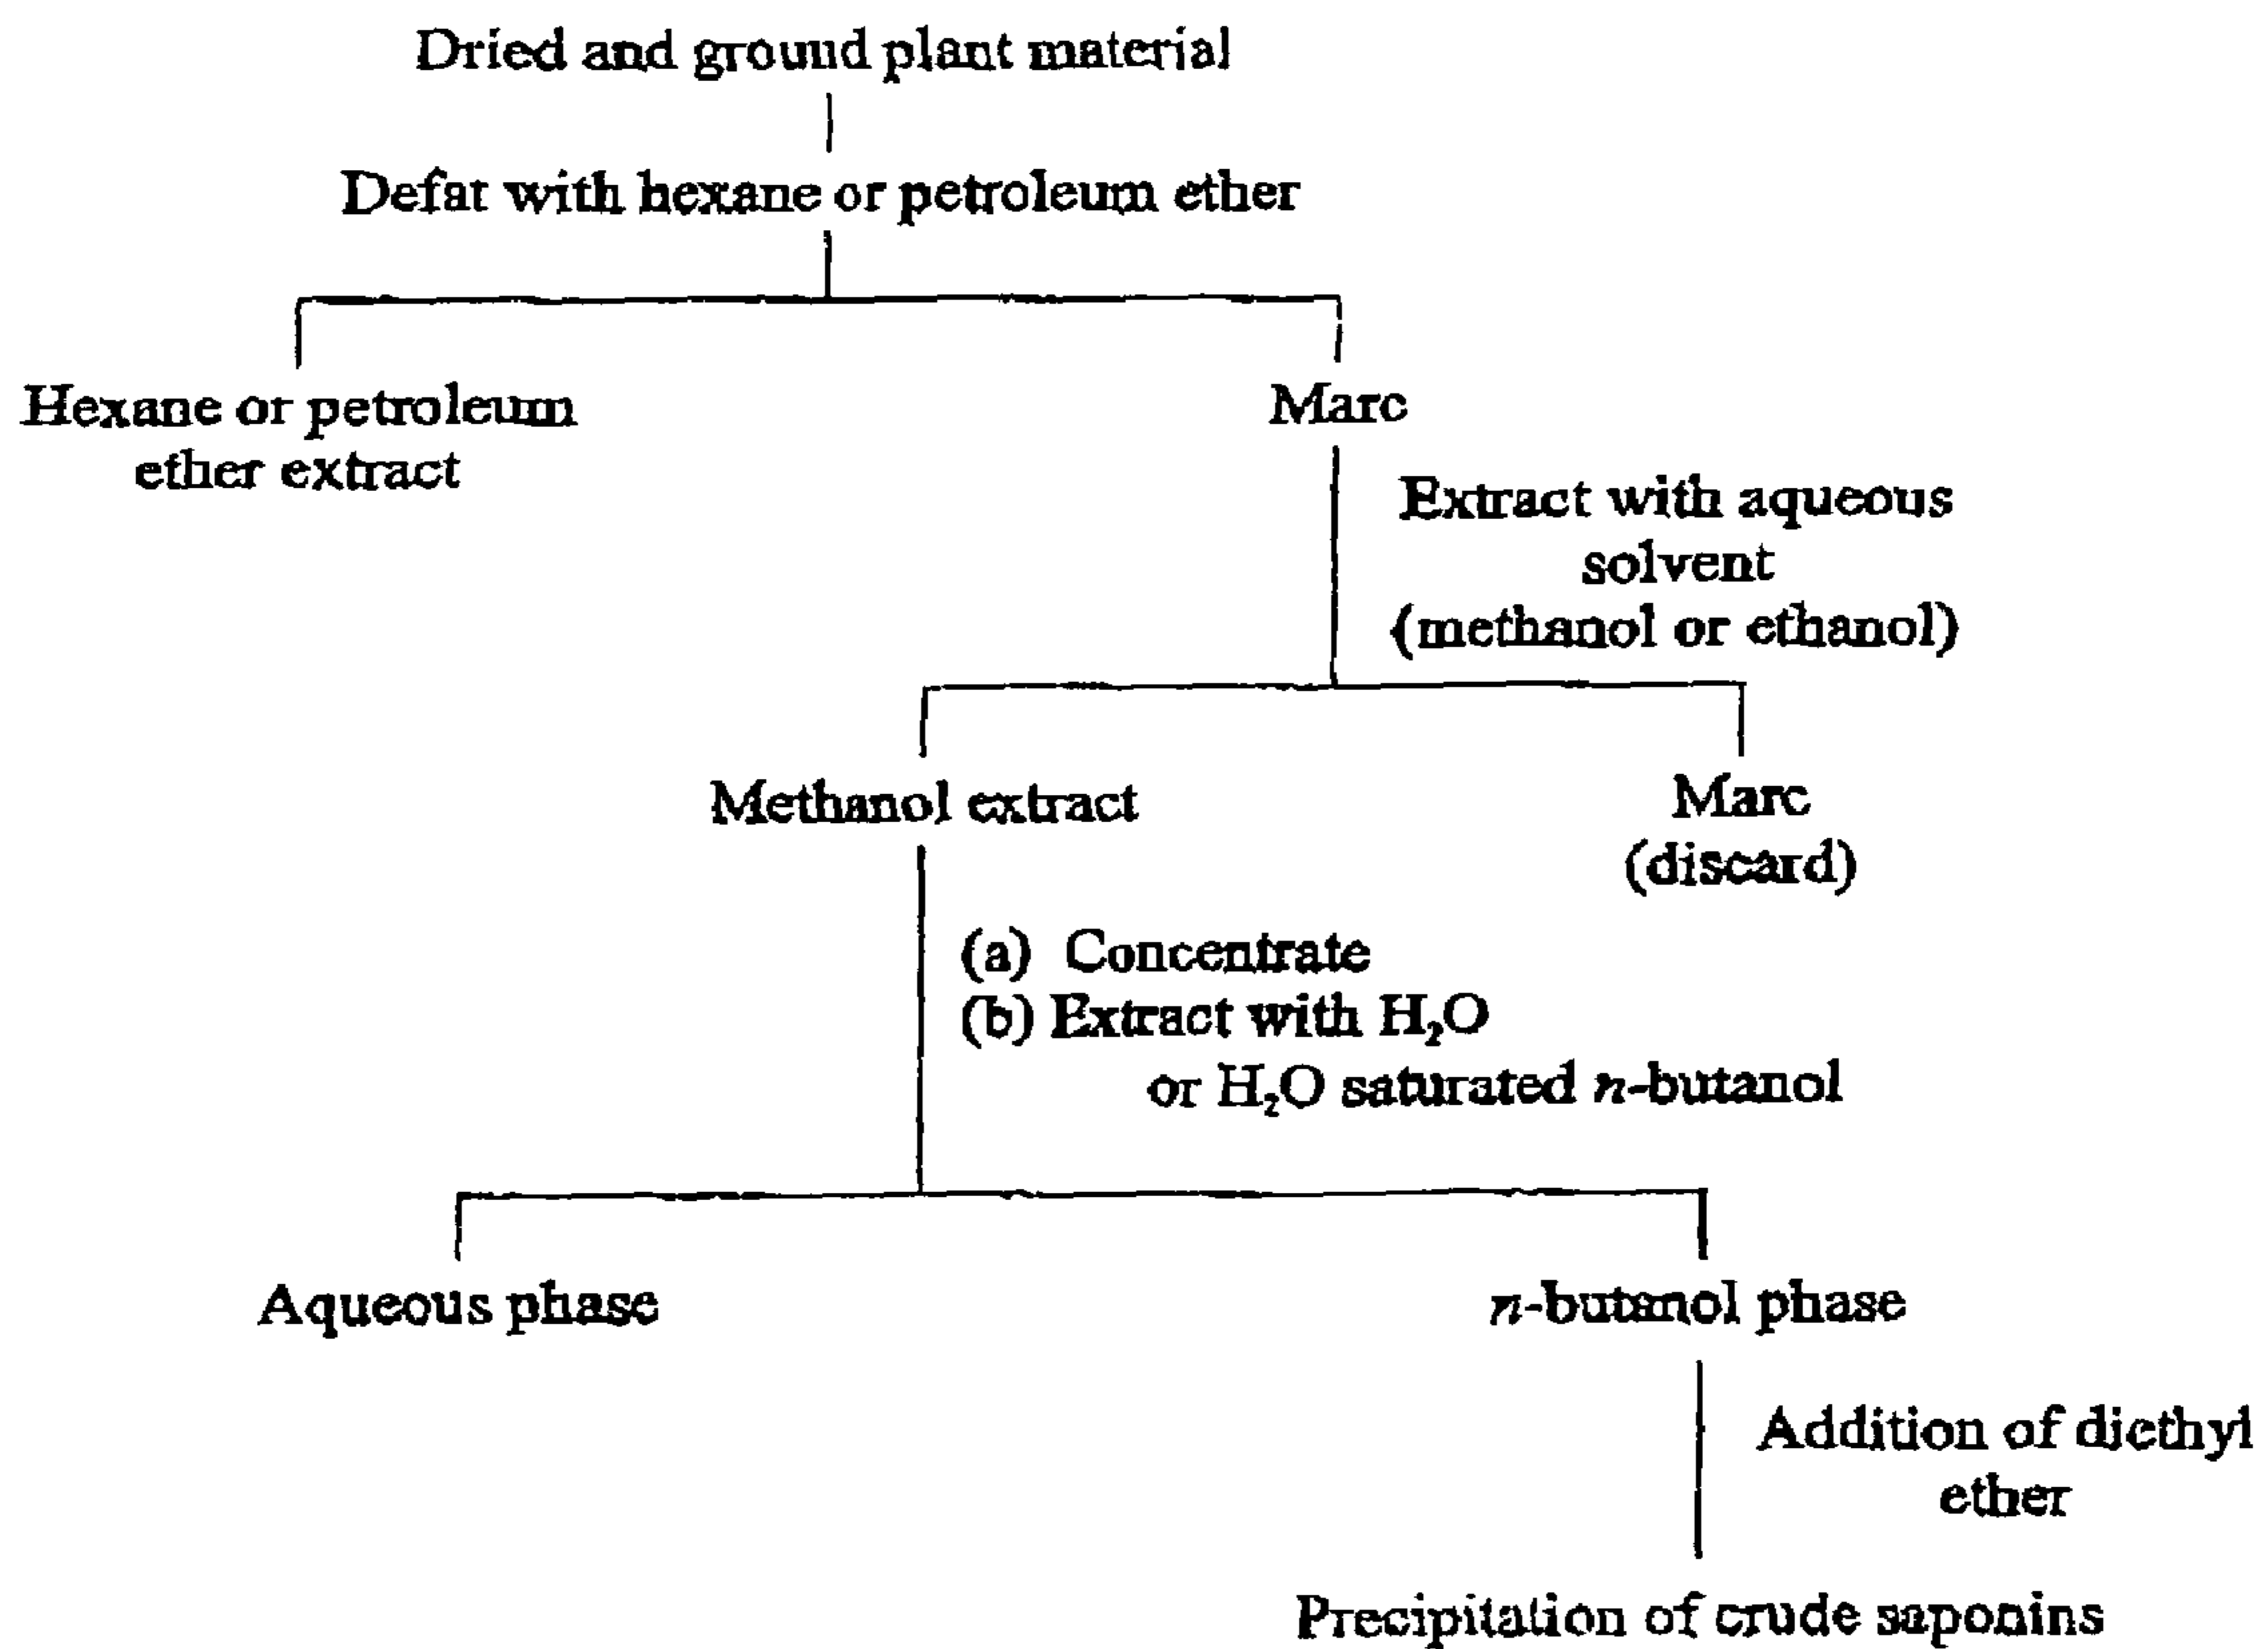 Dried and ground plant material
Defat with hexane or petroleum ether
Hexane or petroleum
ether extract
Marc
Extract with aqueous
solvent
(methanol or ethanol)
Methanol extract
Marc
(discard)
(a) Concentrate
(b) Extract with H₂O
or H₂O saturated n-butanol
Aqueous phase
n-butanol phase
Addition of diethyl
ether
Precipitation of crude saponins